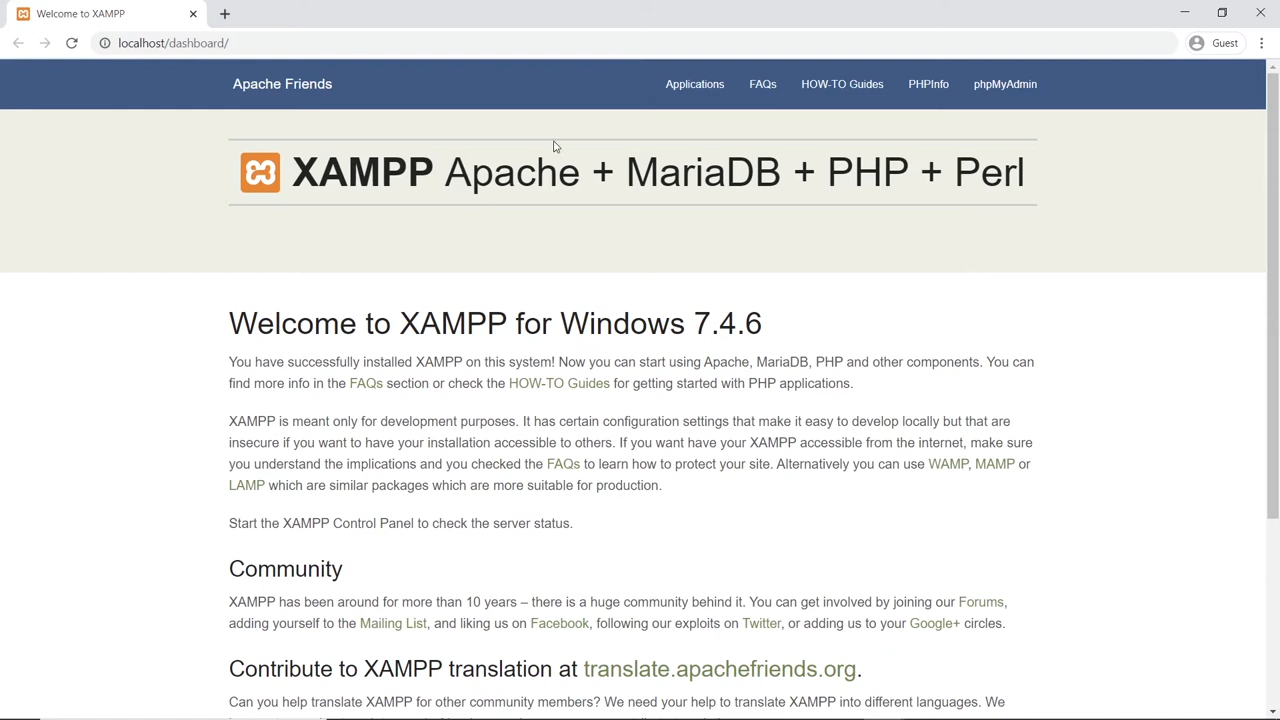 Welcome to XAMPP
localhost/dashboard/
Guest
Apache Friends
Applications
FAQs
HOW-TO Guides
PHPInfo
phpMyAdmin
XAMPP Apache + MariaDB + PHP + Perl
Welcome to XAMPP for Windows 7.4.6
You have successfully installed XAMPP on this system! Now you can start using Apache, MariaDB, PHP and other components. You can
find more info in the FAQs section or check the HOW-TO Guides for getting started with PHP applications.
XAMPP is meant only for development purposes. It has certain configuration settings that make it easy to develop locally but that are
insecure if you want to have your installation accessible to others. If you want have your XAMPP accessible from the internet, make sure
you understand the implications and you checked the FAQs to learn how to protect your site. Alternatively you can use WAMP, MAMP or
LAMP which are similar packages which are more suitable for production.
Start the XAMPP Control Panel to check the server status.
Community
XAMPP has been around for more than 10 years – there is a huge community behind it. You can get involved by joining our Forums,
adding yourself to the Mailing List, and liking us on Facebook, following our exploits on Twitter, or adding us to your Google+ circles.
Contribute to XAMPP translation at translate.apachefriends.org.
Can you help translate XAMPP for other community members? We need your help to translate XAMPP into different languages. We